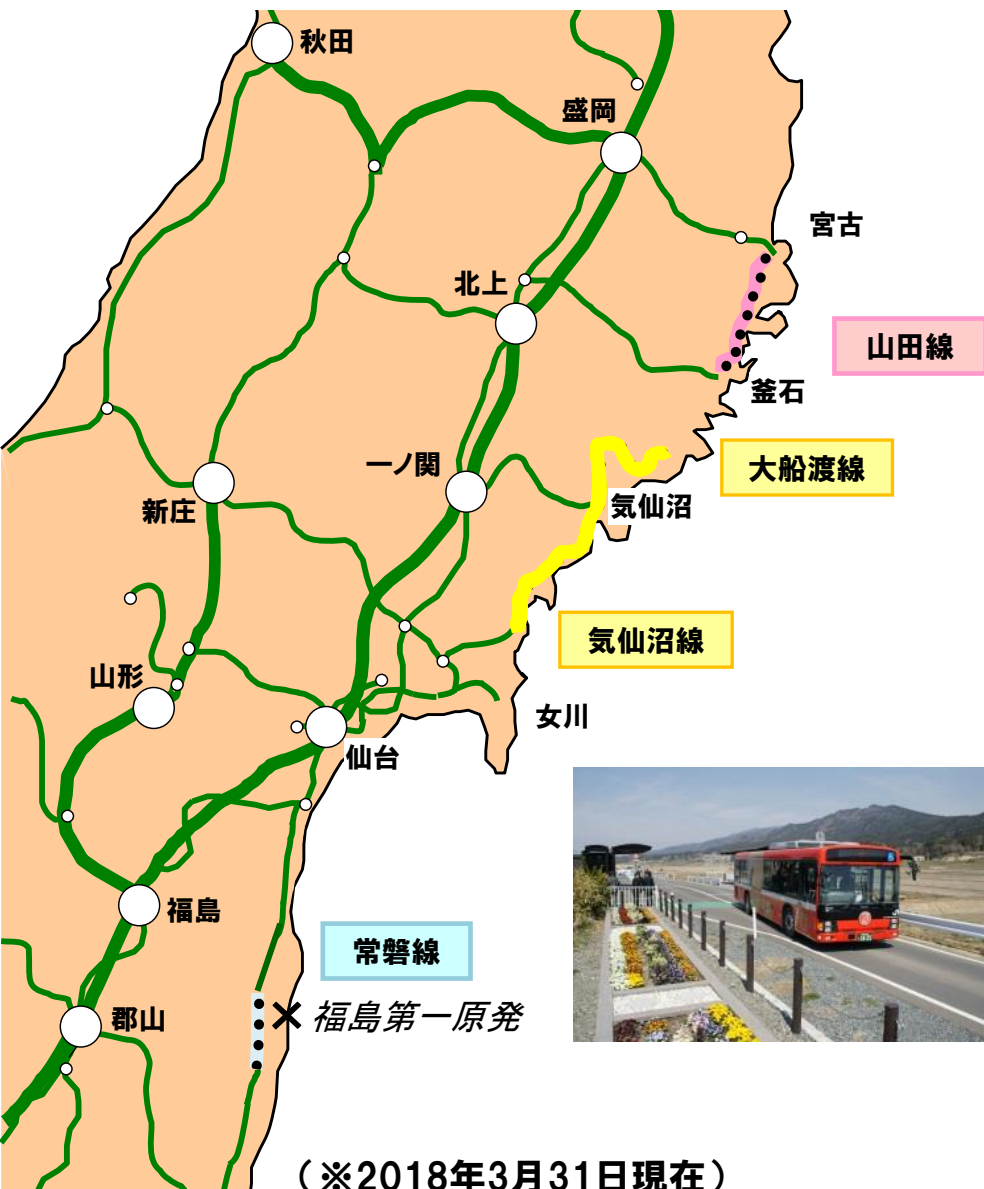 秋田
盛岡
宮古
北上
山田線
釜石
一ノ関
大船渡線
新庄
気仙沼
気仙沼線
山形
女川
仙台
福島
常磐線
郡山
福島第一原発
(※2018年3月31日現在)